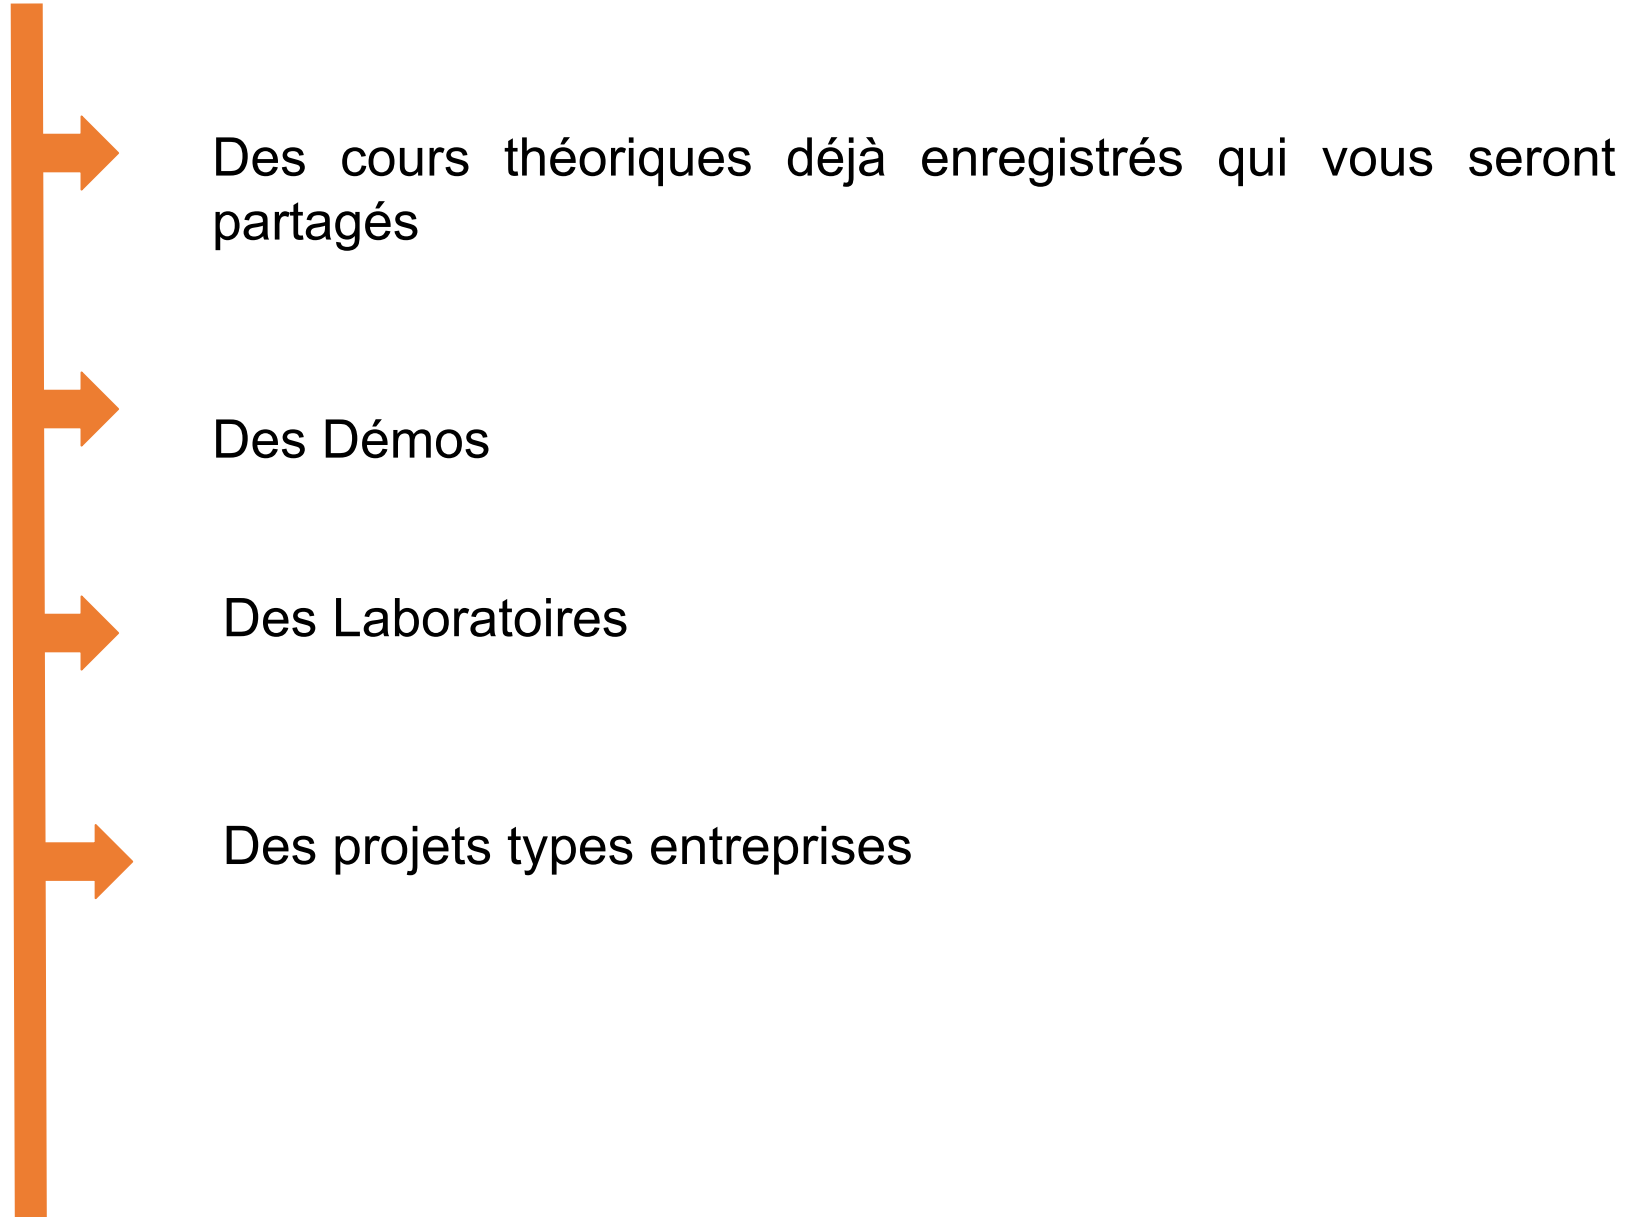 Des cours théoriques déjà enregistrés qui vous seront
partagés
Des Démos
Des Laboratoires
Des projets types entreprises